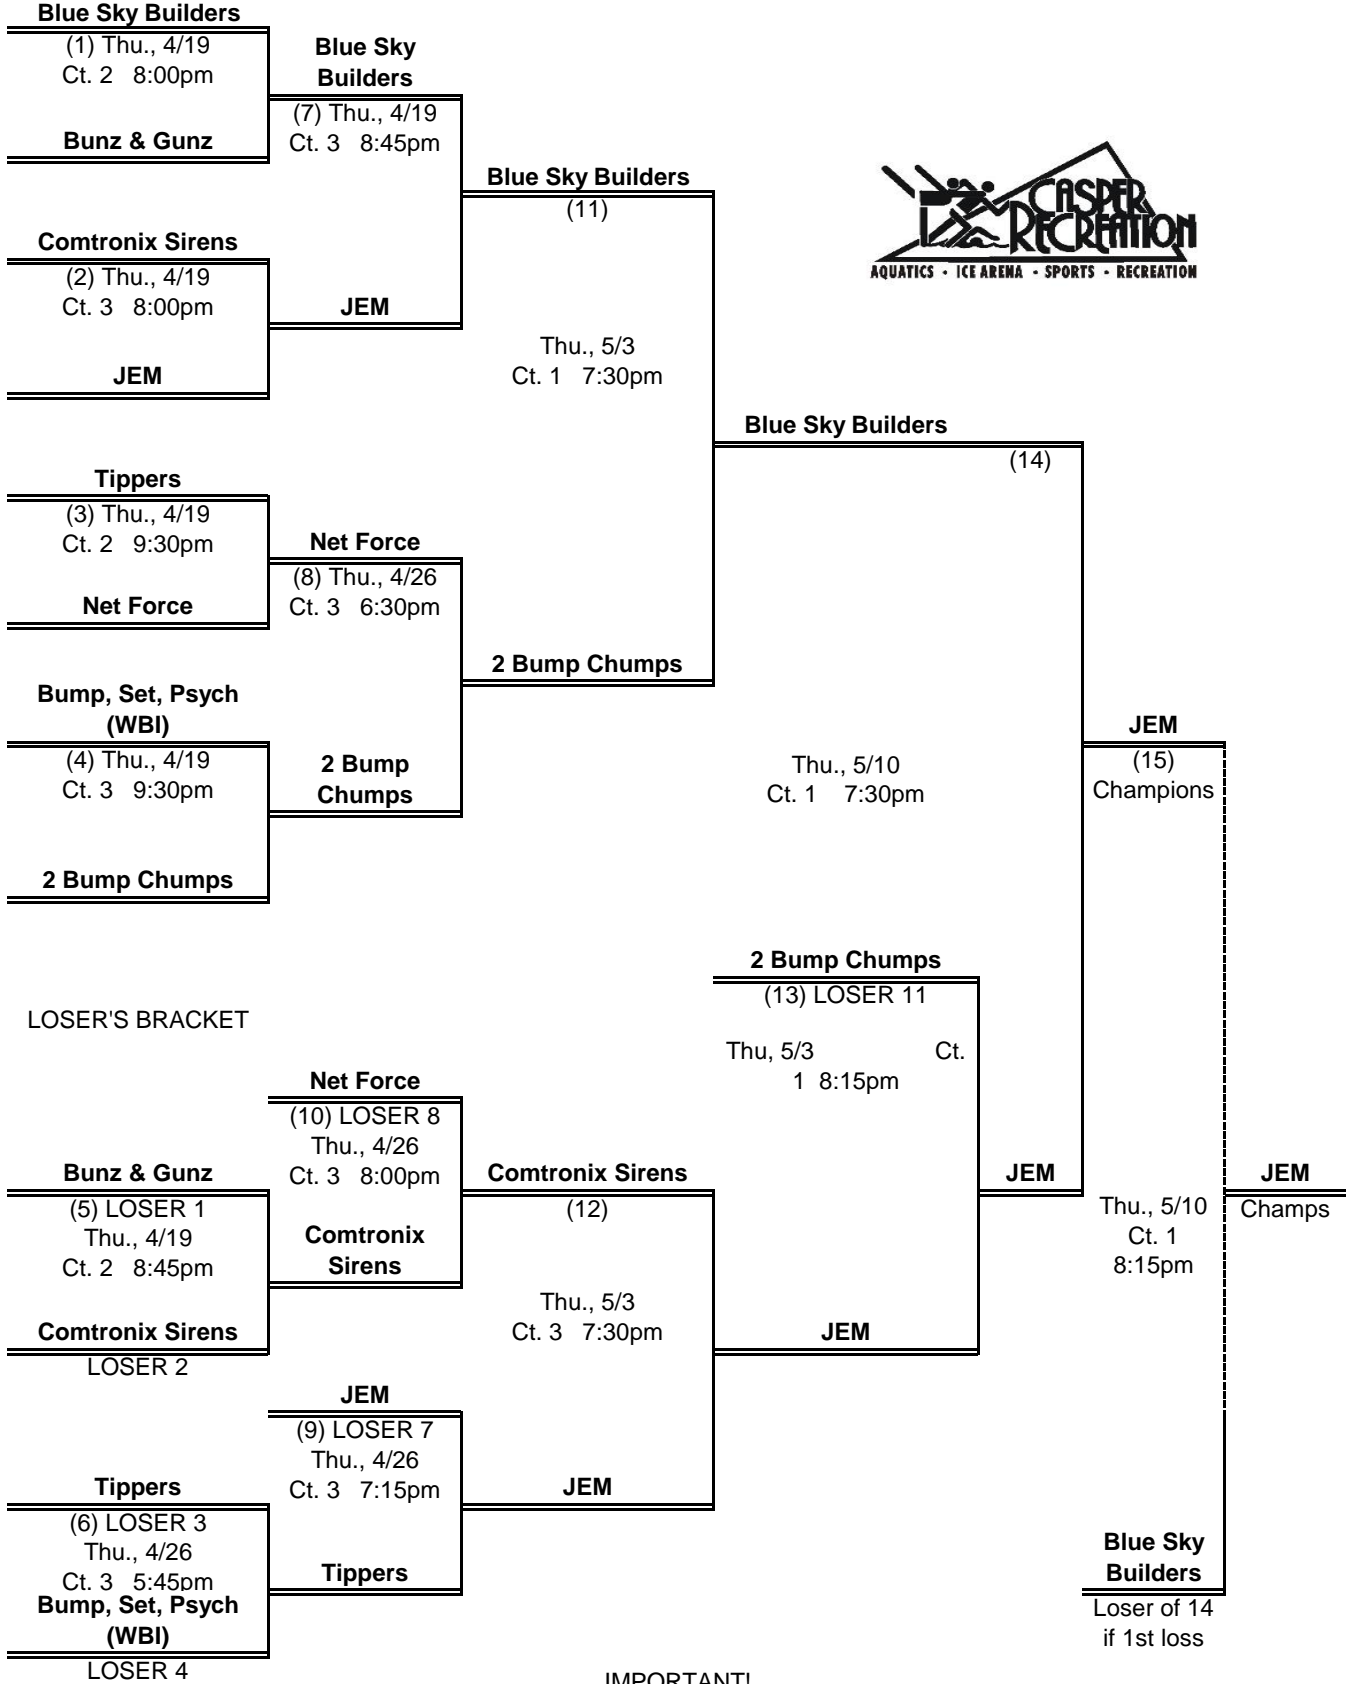 Blue Sky Builders
(1) Thu., 4/19
Ct. 2 8:00pm
Bunz & Gunz
Blue Sky
Builders
(7) Thu., 4/19
Ct. 3 8:45pm
Comtronix Sirens
(2) Thu., 4/19
Ct. 3 8:00pm
JEM
JEM
Blue Sky Builders
(11)
Thu., 5/3
Ct. 1 7:30pm
CASPER
RECREATION
AQUATICS - ICE ARENA - SPORTS - RECREATION
Tippers
(3) Thu., 4/19
Ct. 2 9:30pm
Net Force
Net Force
(8) Thu., 4/26
Ct. 3 6:30pm
Bump, Set, Psych
(WBI)
(4) Thu., 4/19
Ct. 3 9:30pm
2 Bump Chumps
2 Bump
Chumps
2 Bump Chumps
Blue Sky Builders
(14)
Thu., 5/10
Ct. 1 7:30pm
JEM
(15)
Champions
LOSER'S BRACKET
2 Bump Chumps
(13) LOSER 11
Thu, 5/3 Ct.
1 8:15pm
Net Force
(10) LOSER 8
Thu., 4/26
Ct. 3 8:00pm
Bunz & Gunz
(5) LOSER 1
Thu., 4/19
Ct. 2 8:45pm
Comtronix Sirens
LOSER 2
Comtronix
Sirens
Comtronix Sirens
(12)
Thu., 5/3
Ct. 3 7:30pm
JEM
JEM
Thu., 5/10
Ct. 1
8:15pm
JEM
Champs
JEM
(9) LOSER 7
Thu., 4/26
Ct. 3 7:15pm
Tippers
(6) LOSER 3
Thu., 4/26
Ct. 3 5:45pm
Bump, Set, Psych
(WBI)
LOSER 4
Tippers
JEM
Blue Sky
Builders
Loser of 14
if 1st loss
IMPORTANT!